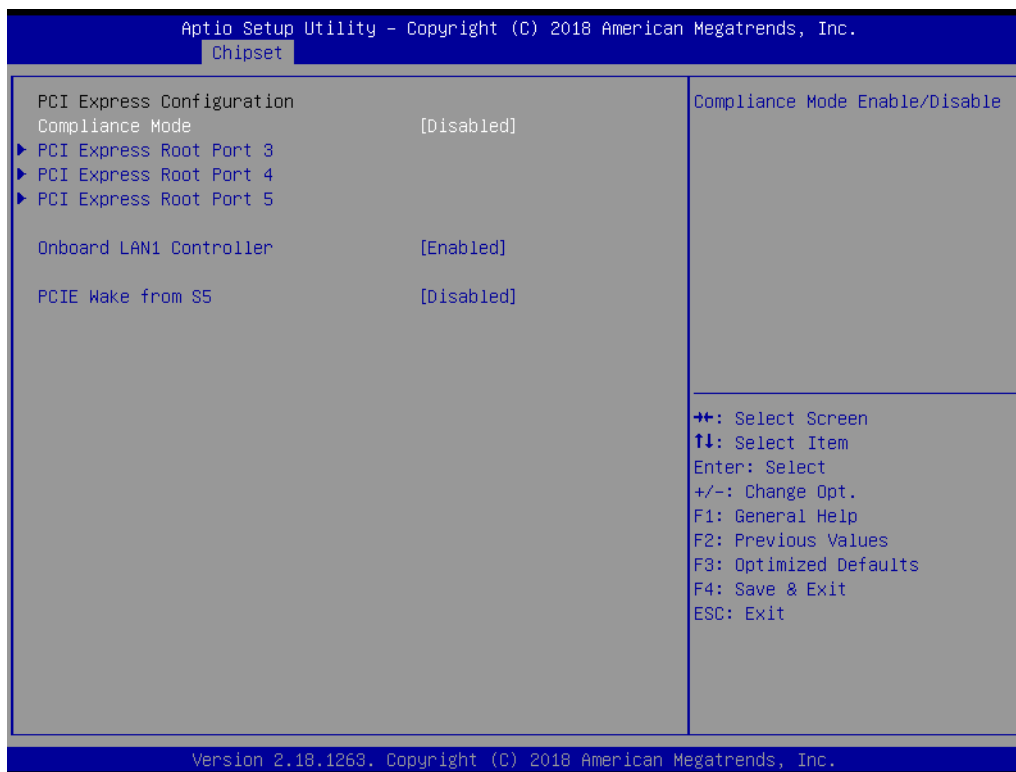 Aptio Setup Utility – Copyright (C) 2018 American Megatrends, Inc.
Chipset
PCI Express Configuration
Compliance Mode [Disabled]
▶ PCI Express Root Port 3
▶ PCI Express Root Port 4
▶ PCI Express Root Port 5
Onboard LAN1 Controller [Enabled]
PCIE Wake from S5 [Disabled]
Compliance Mode Enable/Disable
→←: Select Screen
↑↓: Select Item
Enter: Select
+/-: Change Opt.
F1: General Help
F2: Previous Values
F3: Optimized Defaults
F4: Save & Exit
ESC: Exit
Version 2.18.1263. Copyright (C) 2018 American Megatrends, Inc.